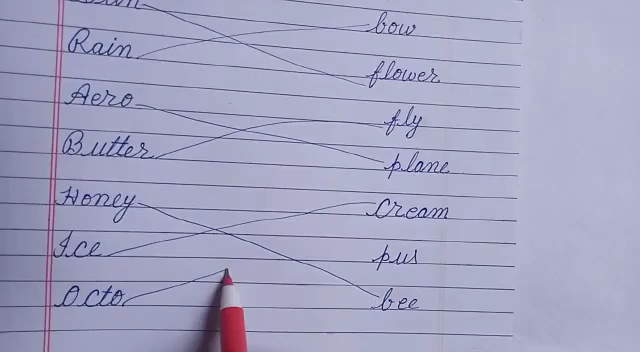 Rain bow
flower
Aero
fly
Butter plane
Honey Cream
Ice pus
Octo bee